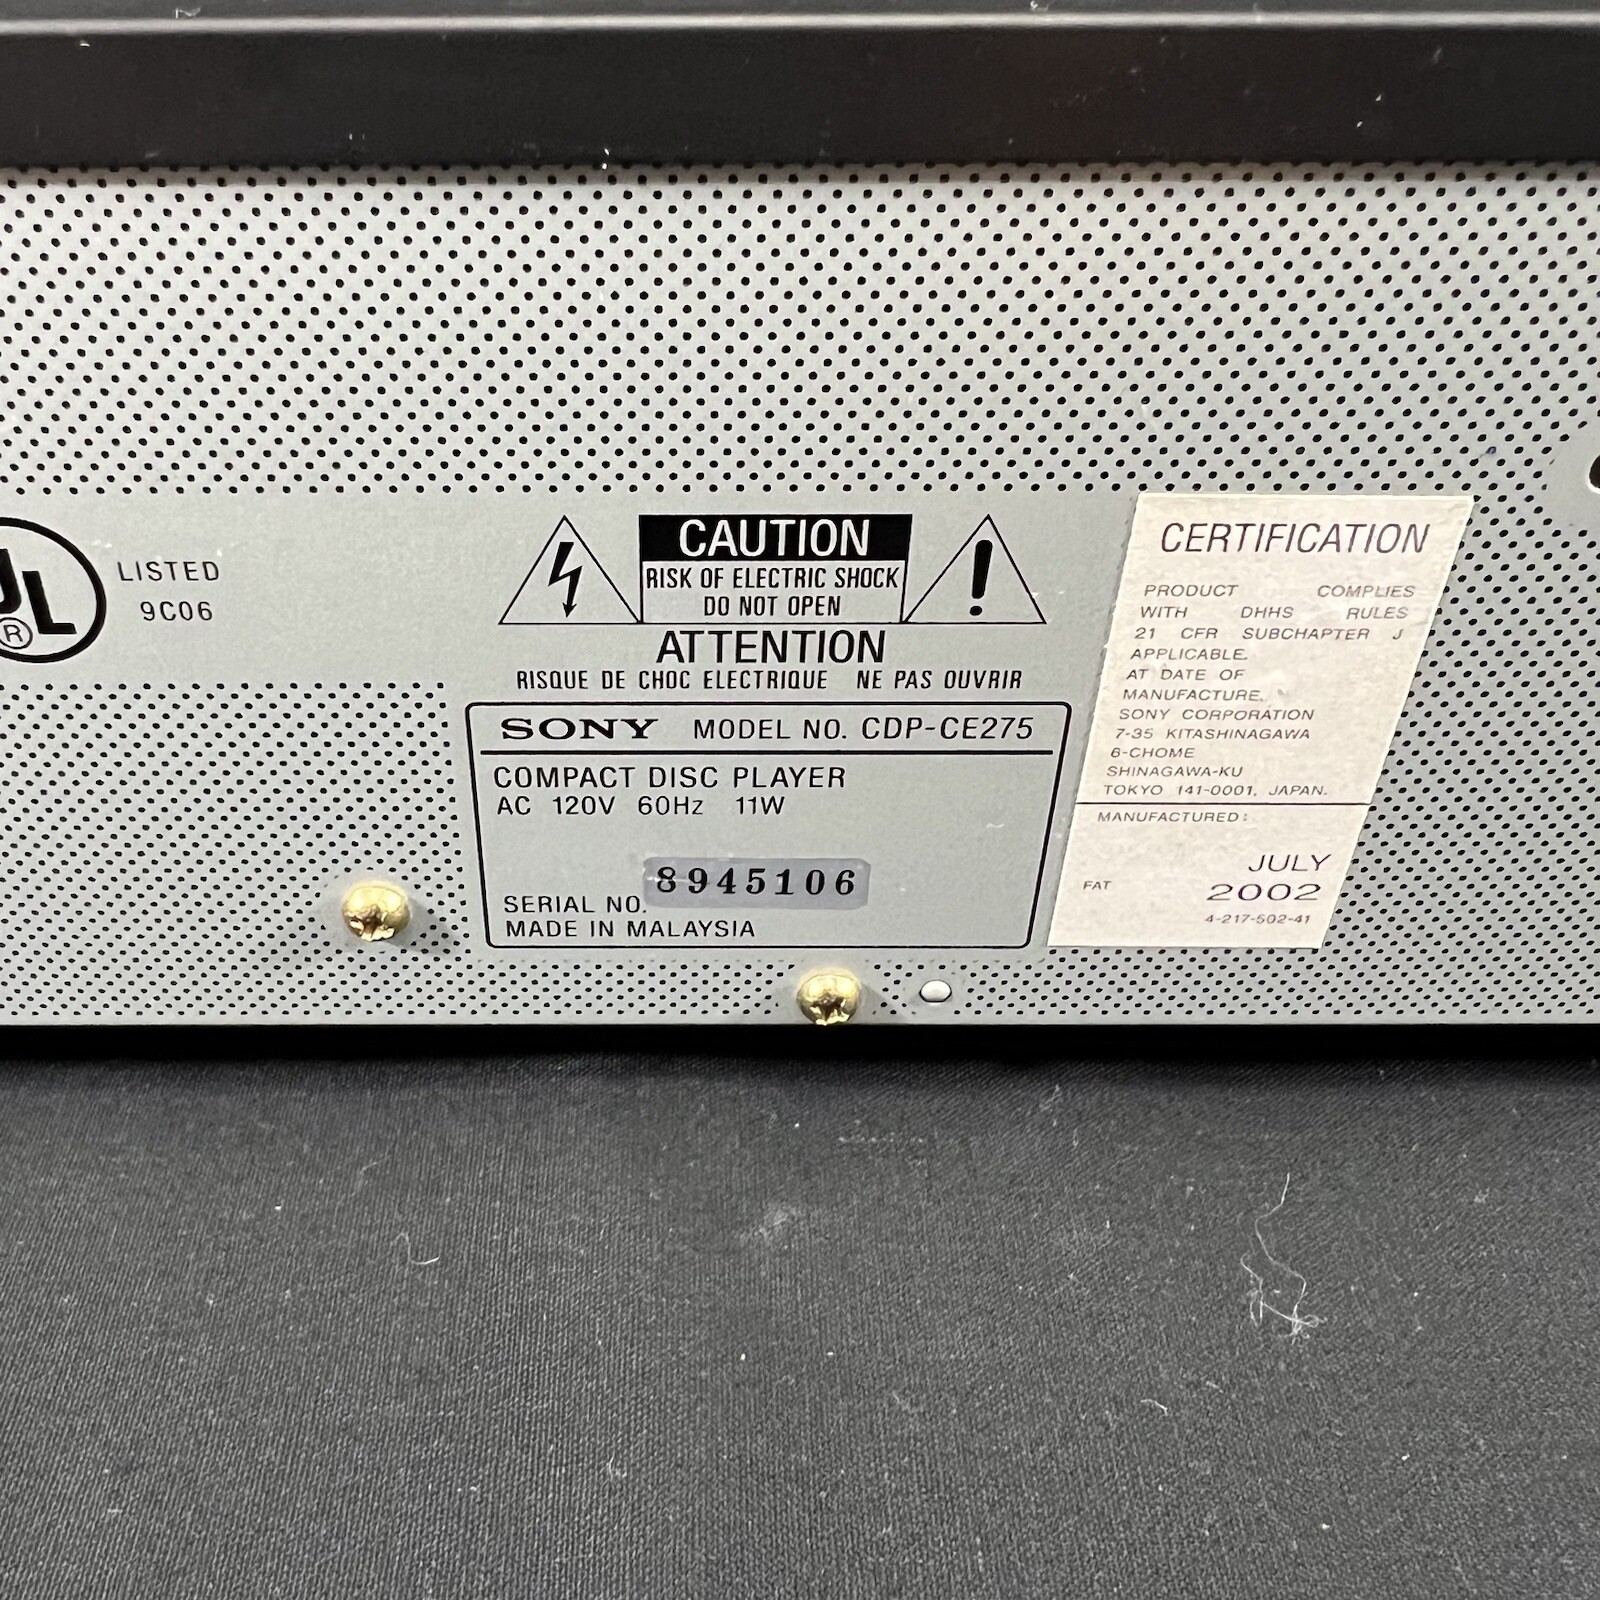 UL
®
LISTED
9C06
CAUTION
RISK OF ELECTRIC SHOCK
DO NOT OPEN
ATTENTION
RISQUE DE CHOC ELECTRIQUE NE PAS OUVRIR
SONY MODEL NO. CDP-CE275
COMPACT DISC PLAYER
AC 120V 60Hz 11W
SERIAL NO. 8945106
MADE IN MALAYSIA
CERTIFICATION
PRODUCT COMPLIES
WITH DHHS RULES
21 CFR SUBCHAPTER J
APPLICABLE.
AT DATE OF
MANUFACTURE.
SONY CORPORATION
7-35 KITASHINAGAWA
6-CHOME
SHINAGAWA-KU
TOKYO 141-0001, JAPAN.
MANUFACTURED:
JULY
FAT 2002
4-217-502-41